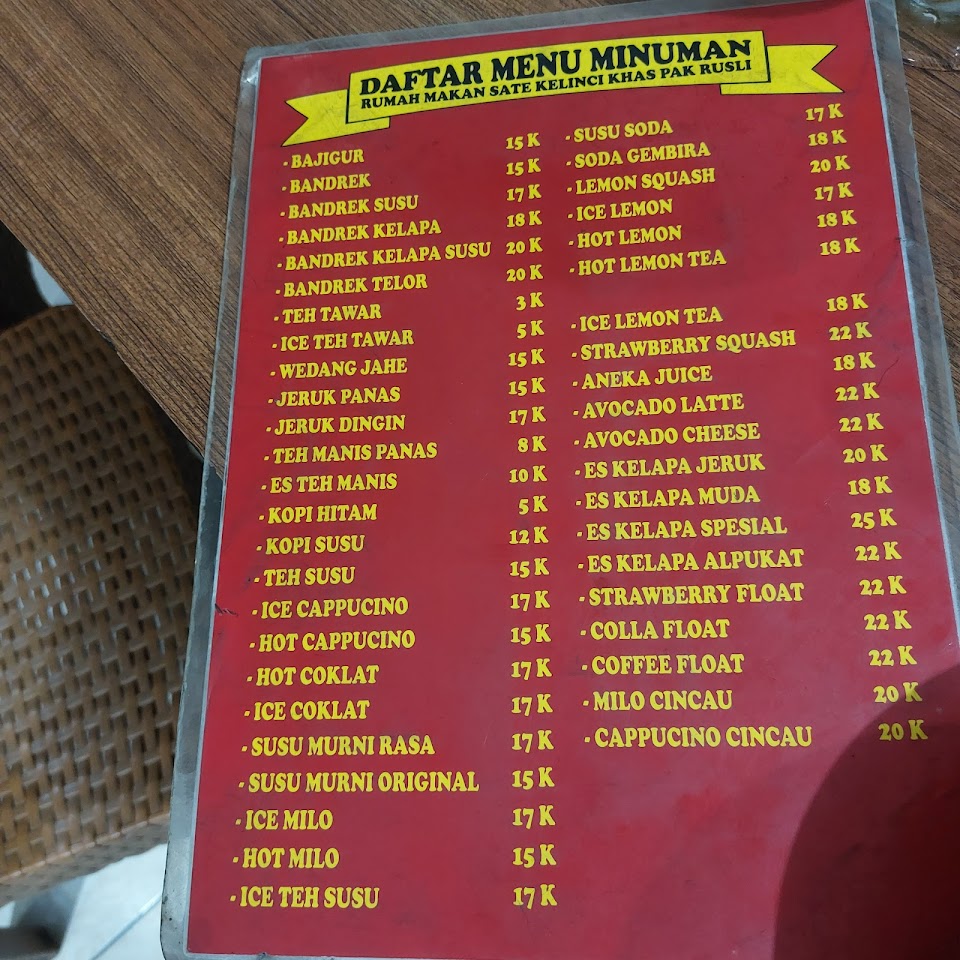 DAFTAR MENU MINUMAN
RUMAH MAKAN SATE KELINCI KHAS PAK RUSLI
- BAJIGUR 15 K
- BANDREK 15 K
- BANDREK SUSU 17 K
- BANDREK KELAPA 18 K
- BANDREK KELAPA SUSU 20 K
- BANDREK TELOR 20 K
- TEH TAWAR 3 K
- ICE TEH TAWAR 5 K
- WEDANG JAHE 15 K
- JERUK PANAS 15 K
- JERUK DINGIN 17 K
- TEH MANIS PANAS 8 K
- ES TEH MANIS 10 K
- KOPI HITAM 5 K
- KOPI SUSU 12 K
- TEH SUSU 15 K
- ICE CAPPUCINO 17 K
- HOT CAPPUCINO 15 K
- HOT COKLAT 17 K
- ICE COKLAT 17 K
- SUSU MURNI RASA 17 K
- SUSU MURNI ORIGINAL 15 K
- ICE MILO 17 K
- HOT MILO 15 K
- ICE TEH SUSU 17 K
- SUSU SODA 17 K
- SODA GEMBIRA 18 K
- LEMON SQUASH 20 K
- ICE LEMON 17 K
- HOT LEMON 18 K
- HOT LEMON TEA 18 K
- ICE LEMON TEA 18 K
- STRAWBERRY SQUASH 22 K
- ANEKA JUICE 18 K
- AVOCADO LATTE 22 K
- AVOCADO CHEESE 22 K
- ES KELAPA JERUK 20 K
- ES KELAPA MUDA 18 K
- ES KELAPA SPESIAL 25 K
- ES KELAPA ALPUKAT 22 K
- STRAWBERRY FLOAT 22 K
- COLLA FLOAT 22 K
- COFFEE FLOAT 22 K
- MILO CINCAU 20 K
- CAPPUCINO CINCAU 20 K